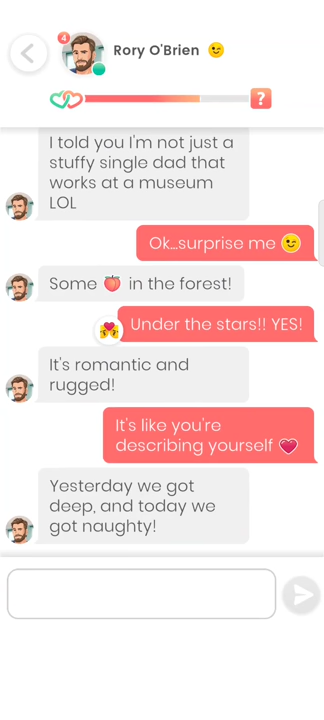 4
Rory O'Brien 😉
?
I told you I'm not just a
stuffy single dad that
works at a museum
LOL
Ok...surprise me 😉
Some 🍑 in the forest!
Under the stars!! YES!
It's romantic and
rugged!
It's like you're
describing yourself 💗
Yesterday we got
deep, and today we
got naughty!